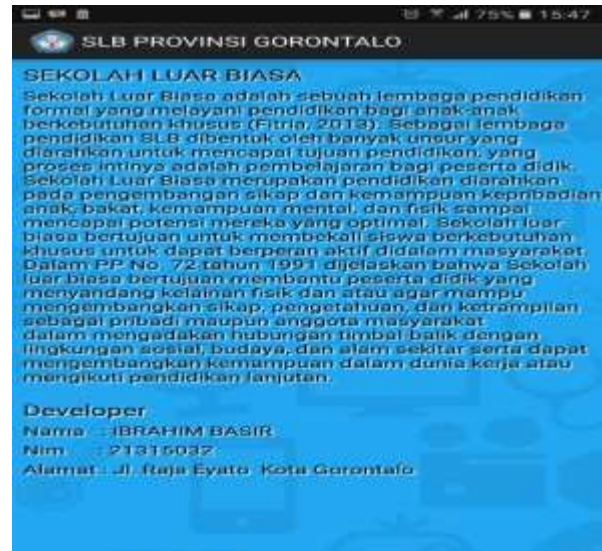 75% 15:47
SLB PROVINSI GORONTALO
SEKOLAH LUAR BIASA
Sekolah Luar Biasa adalah sebuah lembaga pendidikan
formal yang melayani pendidikan bagi anak-anak
berkebutuhan khusus (Fitria, 2013). Sebagai lembaga
pendidikan SLB dibentuk oleh banyak unsur yang
diarahkan untuk mencapai tujuan pendidikan, yang
proses intinya adalah pembelajaran bagi peserta didik.
Sekolah Luar Biasa merupakan pendidikan diarahkan
pada pengembangan sikap dan kemampuan kepribadian
anak, bakat, kemampuan mental, dan fisik sampai
mencapai potensi mereka yang optimal. Sekolah luar
biasa bertujuan untuk membekali siswa berkebutuhan
khusus untuk dapat berperan aktif didalam masyarakat.
Dalam PP No. 72 tahun 1991 dijelaskan bahwa Sekolah
luar biasa bertujuan membantu peserta didik yang
menyandang kelainan fisik dan atau agar mampu
mengembangkan sikap, pengetahuan, dan ketrampilan
sebagai pribadi maupun anggota masyarakat
dalam mengadakan hubungan timbal balik dengan
lingkungan sosial, budaya, dan alam sekitar serta dapat
mengembangkan kemampuan dalam dunia kerja atau
mengikuti pendidikan lanjutan.
Developer
Nama : IBRAHIM BASIR
Nim : 21315032
Alamat : Jl. Raja Eyato Kota Gorontalo